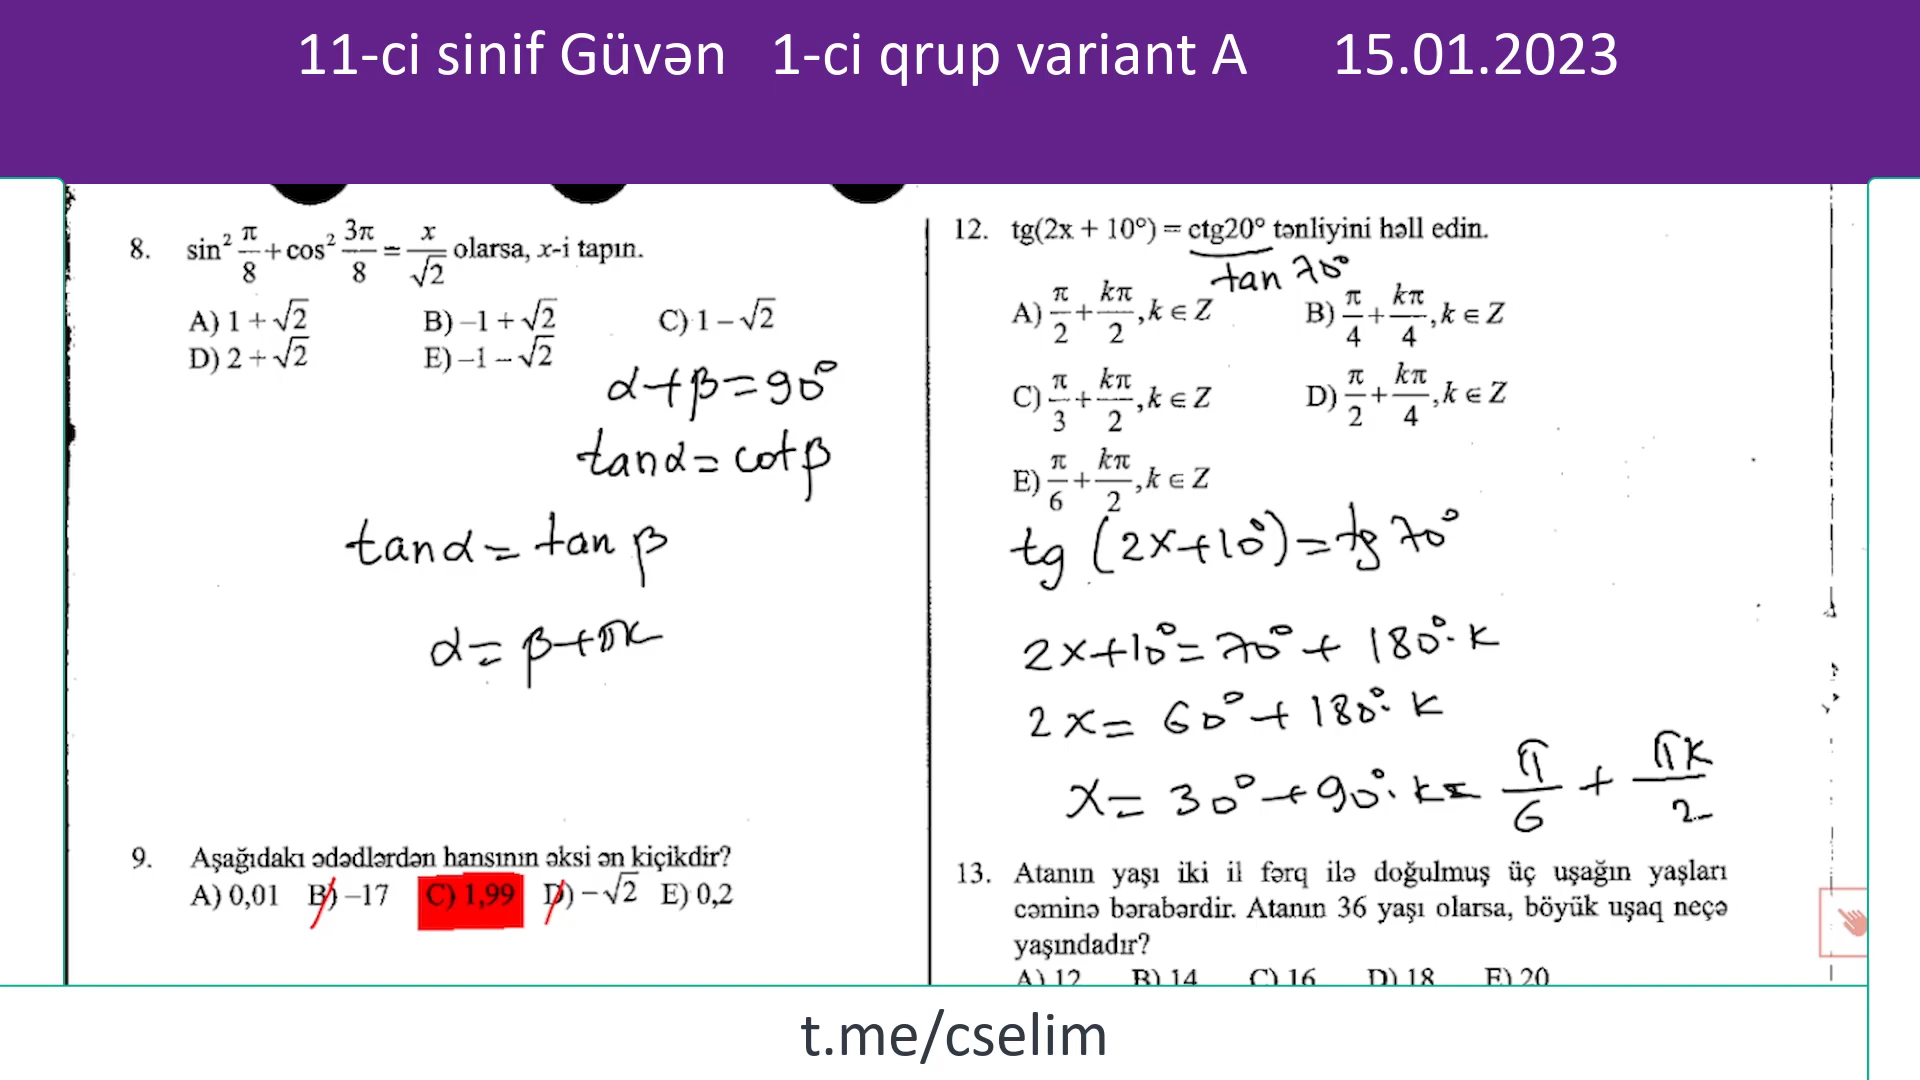 11-ci sinif Güvən 1-ci qrup variant A 15.01.2023
8. sin² π/8 + cos² 3π/8 = x/√2 olarsa, x-i tapın.
A) 1 + √2 B) –1 + √2 C) 1 – √2
D) 2 + √2 E) –1 – √2
α+β=90°
tanα=cotβ
tanα=tanβ
α=β+πk
9. Aşağıdakı ədədlərdən hansının əksi ən kiçikdir?
A) 0,01 B) –17 C) 1,99 D) –√2 E) 0,2
12. tg(2x + 10°) = ctg20° tənliyini həll edin.
tan 70°
A) π/2 + kπ/2, k ∈ Z B) π/4 + kπ/4, k ∈ Z
C) π/3 + kπ/2, k ∈ Z D) π/2 + kπ/4, k ∈ Z
E) π/6 + kπ/2, k ∈ Z
tg(2x+10°)=tg70°
2x+10°=70°+180°·k
2x=60°+180°·k
x=30°+90°·k=π/6+πk/2
13. Atanın yaşı iki il fərq ilə doğulmuş üç uşağın yaşları
cəminə bərabərdir. Atanın 36 yaşı olarsa, böyük uşaq neçə
yaşındadır?
A) 12 B) 14 C) 16 D) 18 E) 20
t.me/cselim